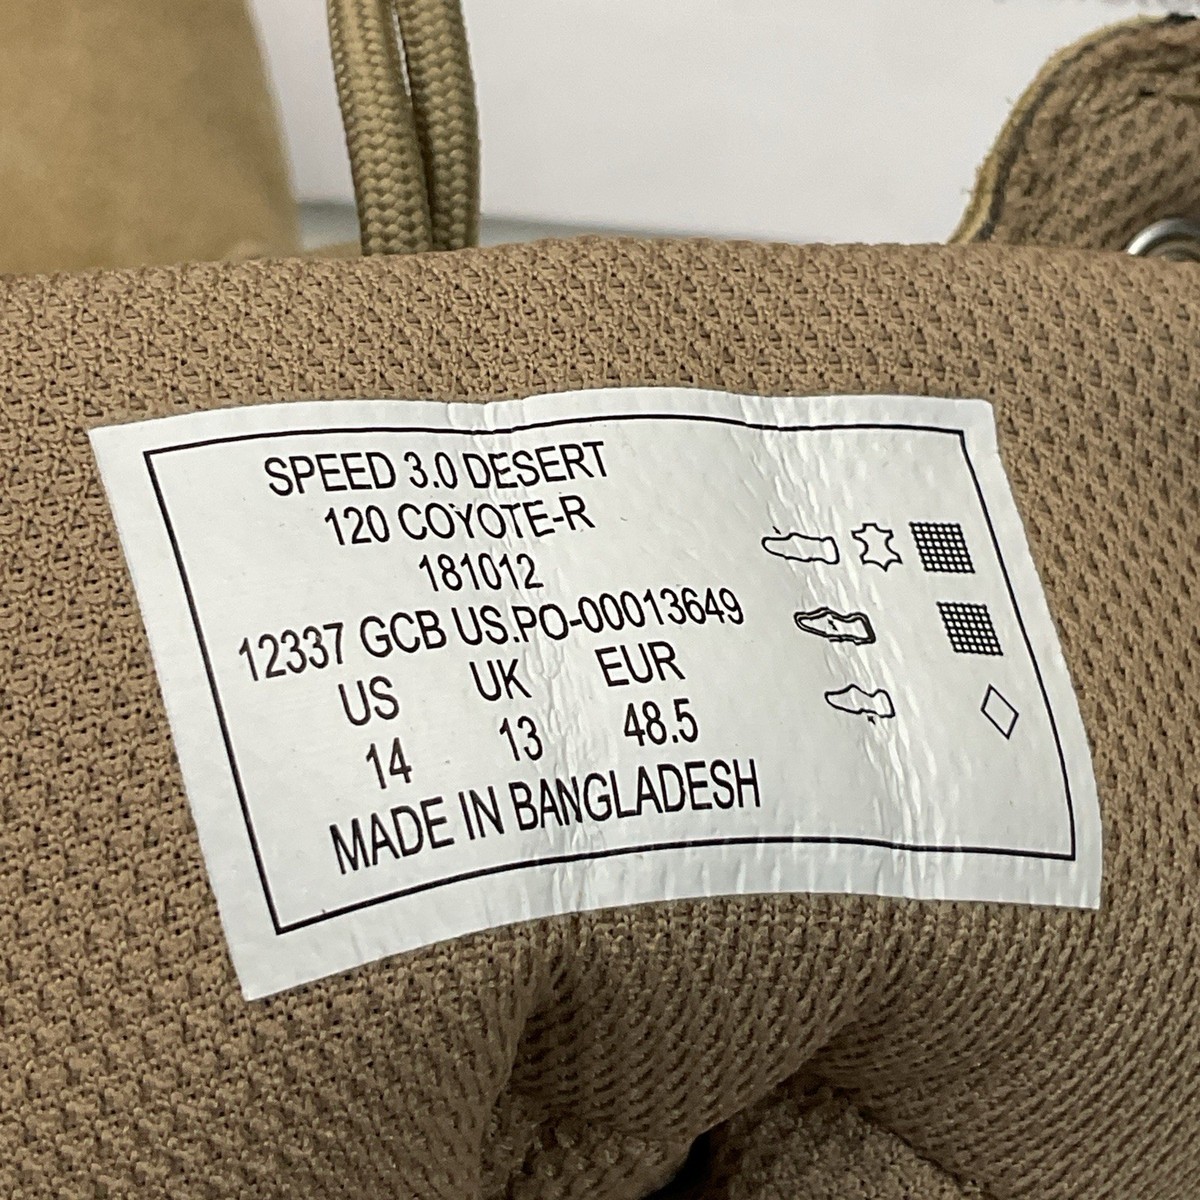 SPEED 3.0 DESERT
120 COYOTE-R
181012
12337 GCB US.PO-00013649
US UK EUR
14 13 48.5
MADE IN BANGLADESH